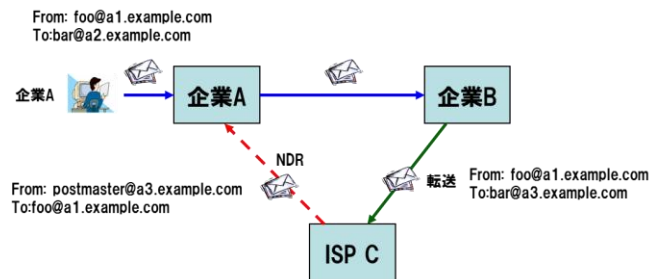 From: foo@a1.example.com
To:bar@a2.example.com
企業A
企業A
企業B
NDR
転送
From: foo@a1.example.com
To:bar@a3.example.com
From: postmaster@a3.example.com
To:foo@a1.example.com
ISP C